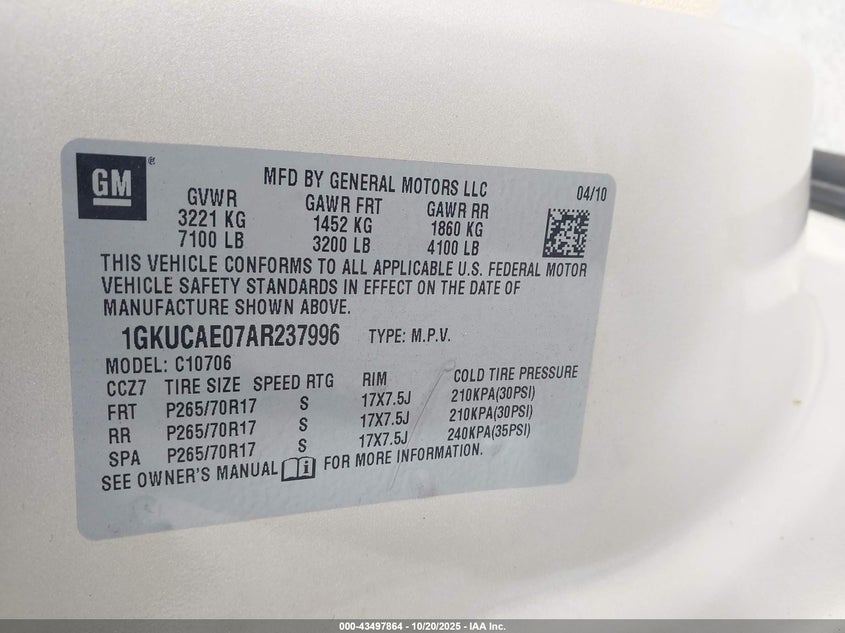 GM®
MFD BY GENERAL MOTORS LLC 04/10
GVWR GAWR FRT GAWR RR
3221 KG 1452 KG 1860 KG
7100 LB 3200 LB 4100 LB
THIS VEHICLE CONFORMS TO ALL APPLICABLE U.S. FEDERAL MOTOR
VEHICLE SAFETY STANDARDS IN EFFECT ON THE DATE OF
MANUFACTURE SHOWN ABOVE.
1GKUCAE07AR237996 TYPE: M.P.V.
MODEL: C10706
CCZ7 TIRE SIZE SPEED RTG RIM COLD TIRE PRESSURE
FRT P265/70R17 S 17X7.5J 210KPA(30PSI)
RR P265/70R17 S 17X7.5J 210KPA(30PSI)
SPA P265/70R17 S 17X7.5J 240KPA(35PSI)
SEE OWNER'S MANUAL i FOR MORE INFORMATION.
000-43497864 | 10/20/2025 - IAA Inc.